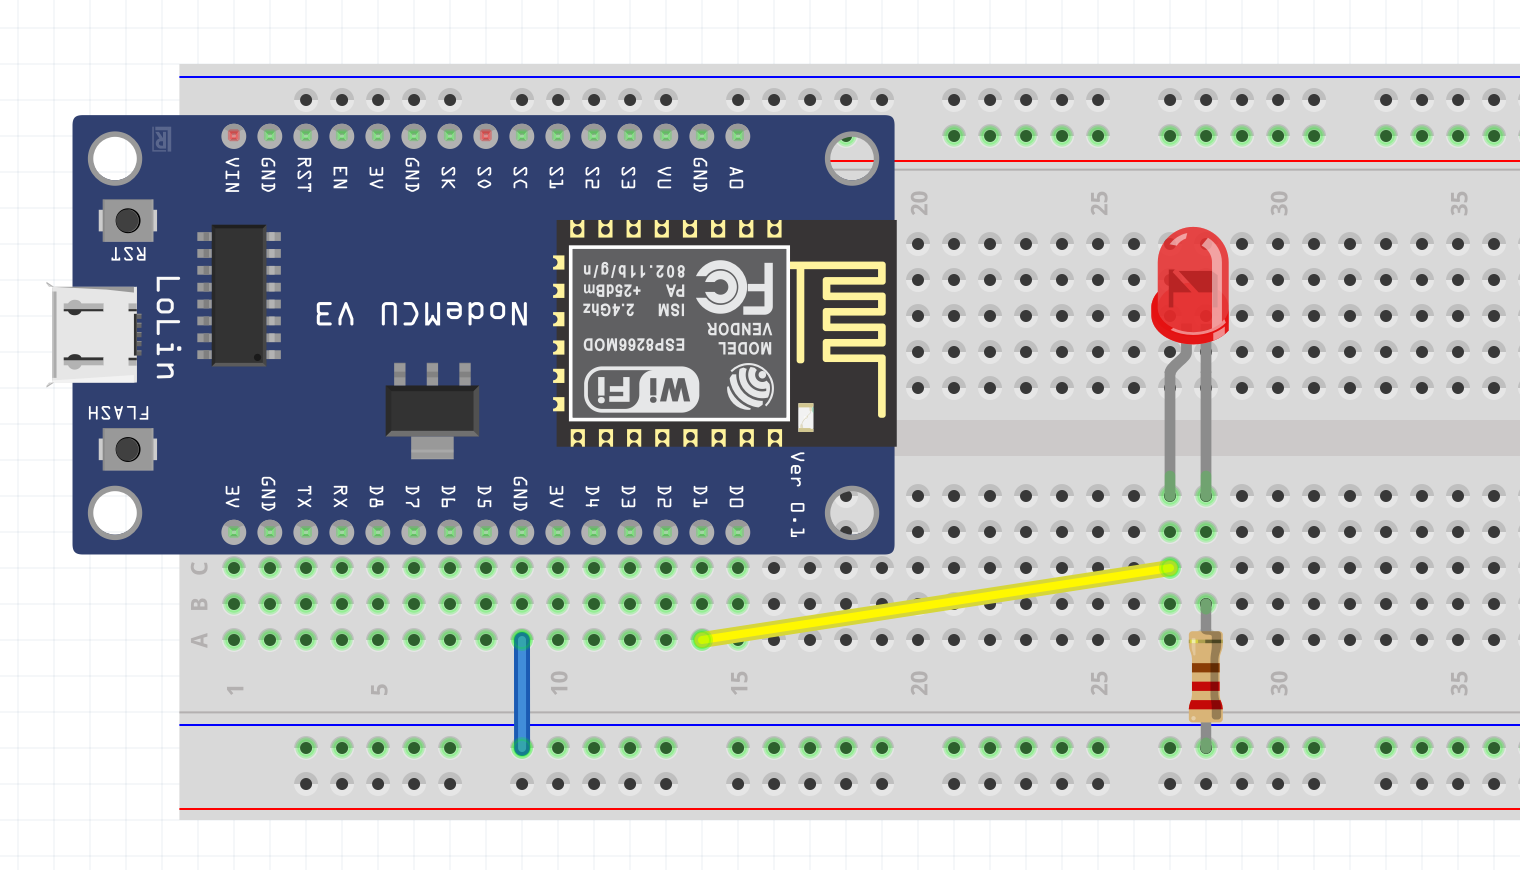 VIN GND RST EN 3V GND SK S0 SC S1 S2 S3 VU GND A0
20 25 30 35
RST
LoLin
NodeMCU V3
FCC
802.11b/g/n
PA +25dBm
ISM 2.4Ghz
VENDOR
MODEL
ESP8266MOD
WiFi
FLASH
Ver 0.1
3V GND TX RX D8 D7 D6 D5 GND 3V D4 D3 D2 D1 D0
C
B
A
1 5 10 15 20 25 30 35